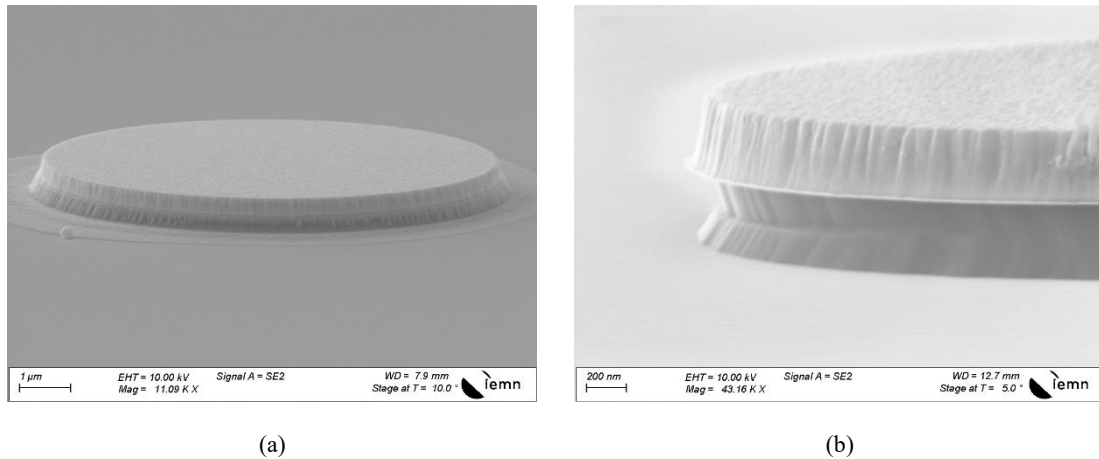 1 µm
EHT = 10.00 kV Signal A = SE2 WD = 7.9 mm
Mag = 11.09 K X Stage at T = 10.0 °
iemn
200 nm
EHT = 10.00 kV Signal A = SE2 WD = 12.7 mm
Mag = 43.16 K X Stage at T = 5.0 °
iemn
(a) (b)